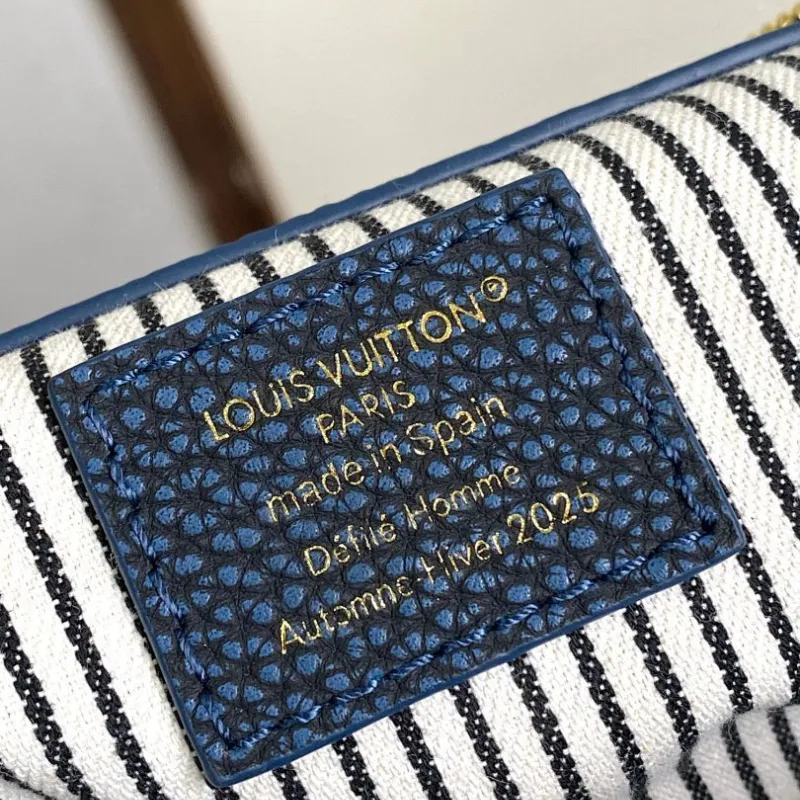 LOUIS VUITTON®
PARIS
made in Spain
Défilé Homme
Automne-Hiver 2025